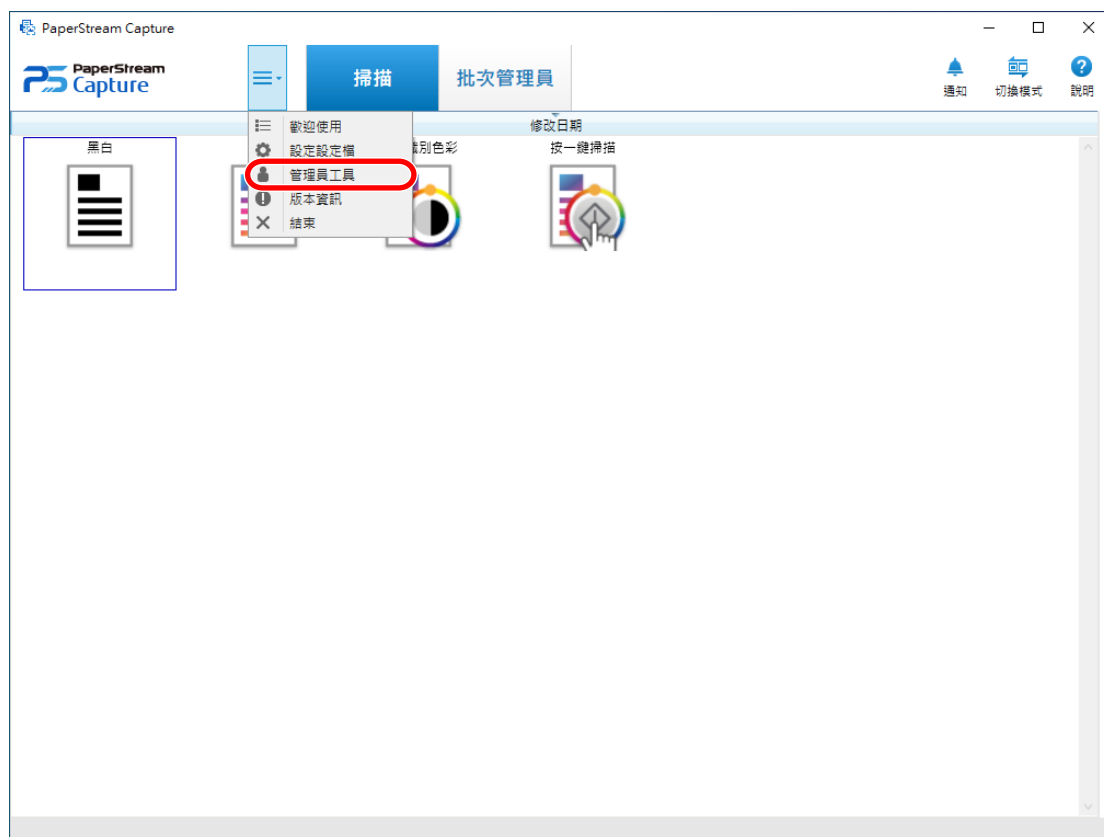 PaperStream Capture
PaperStream
Capture
掃描
批次管理員
通知
切換模式
說明
修改日期
歡迎使用
設定設定檔
管理員工具
版本資訊
結束
黑白
別色彩
按一鍵掃描